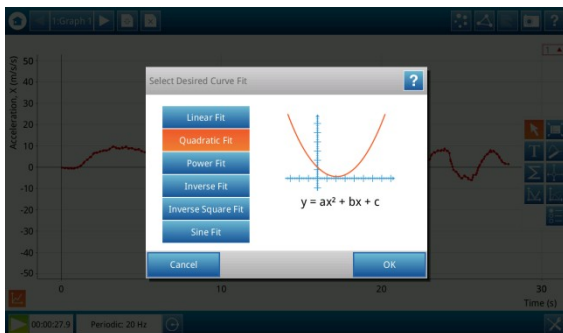 1:Graph 1
?
Acceleration, X (m/s/s)
50
40
30
20
10
0
-10
-20
-30
-40
-50
Select Desired Curve Fit
?
Linear Fit
Quadratic Fit
Power Fit
Inverse Fit
Inverse Square Fit
Sine Fit
y = ax² + bx + c
Cancel
OK
1
T
Σ
0
10
20
30
Time (s)
00:00:27.9
Periodic: 20 Hz